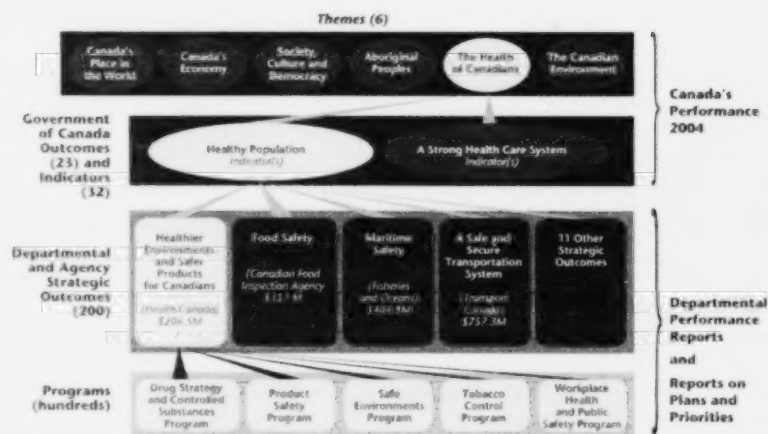 Themes (6)
Canada's
Place in
the World
Canada's
Economy
Society,
Culture and
Democracy
Aboriginal
Peoples
The Health
of Canadians
The Canadian
Environment
Canada's
Performance
2004
Government
of Canada
Outcomes
(23) and
Indicators
(32)
Healthy Population
Indicator(s)
A Strong Health Care System
Indicator(s)
Departmental
and Agency
Strategic
Outcomes
(200)
Healthier
Environments
and Safer
Products
for Canadians
(Health Canada)
Food Safety
(Canadian Food
Inspection Agency
Maritime
Safety
(Fisheries
and Oceans)
A Safe and
Secure
Transportation
System
(Transport
Canada)
$757.3M
11 Other
Strategic
Outcomes
Departmental
Performance
Reports
and
Reports on
Plans and
Priorities
Programs
(hundreds)
Drug Strategy
and Controlled
Substances
Program
Product
Safety
Program
Safe
Environments
Program
Tobacco
Control
Program
Workplace
Health
and Public
Safety Program